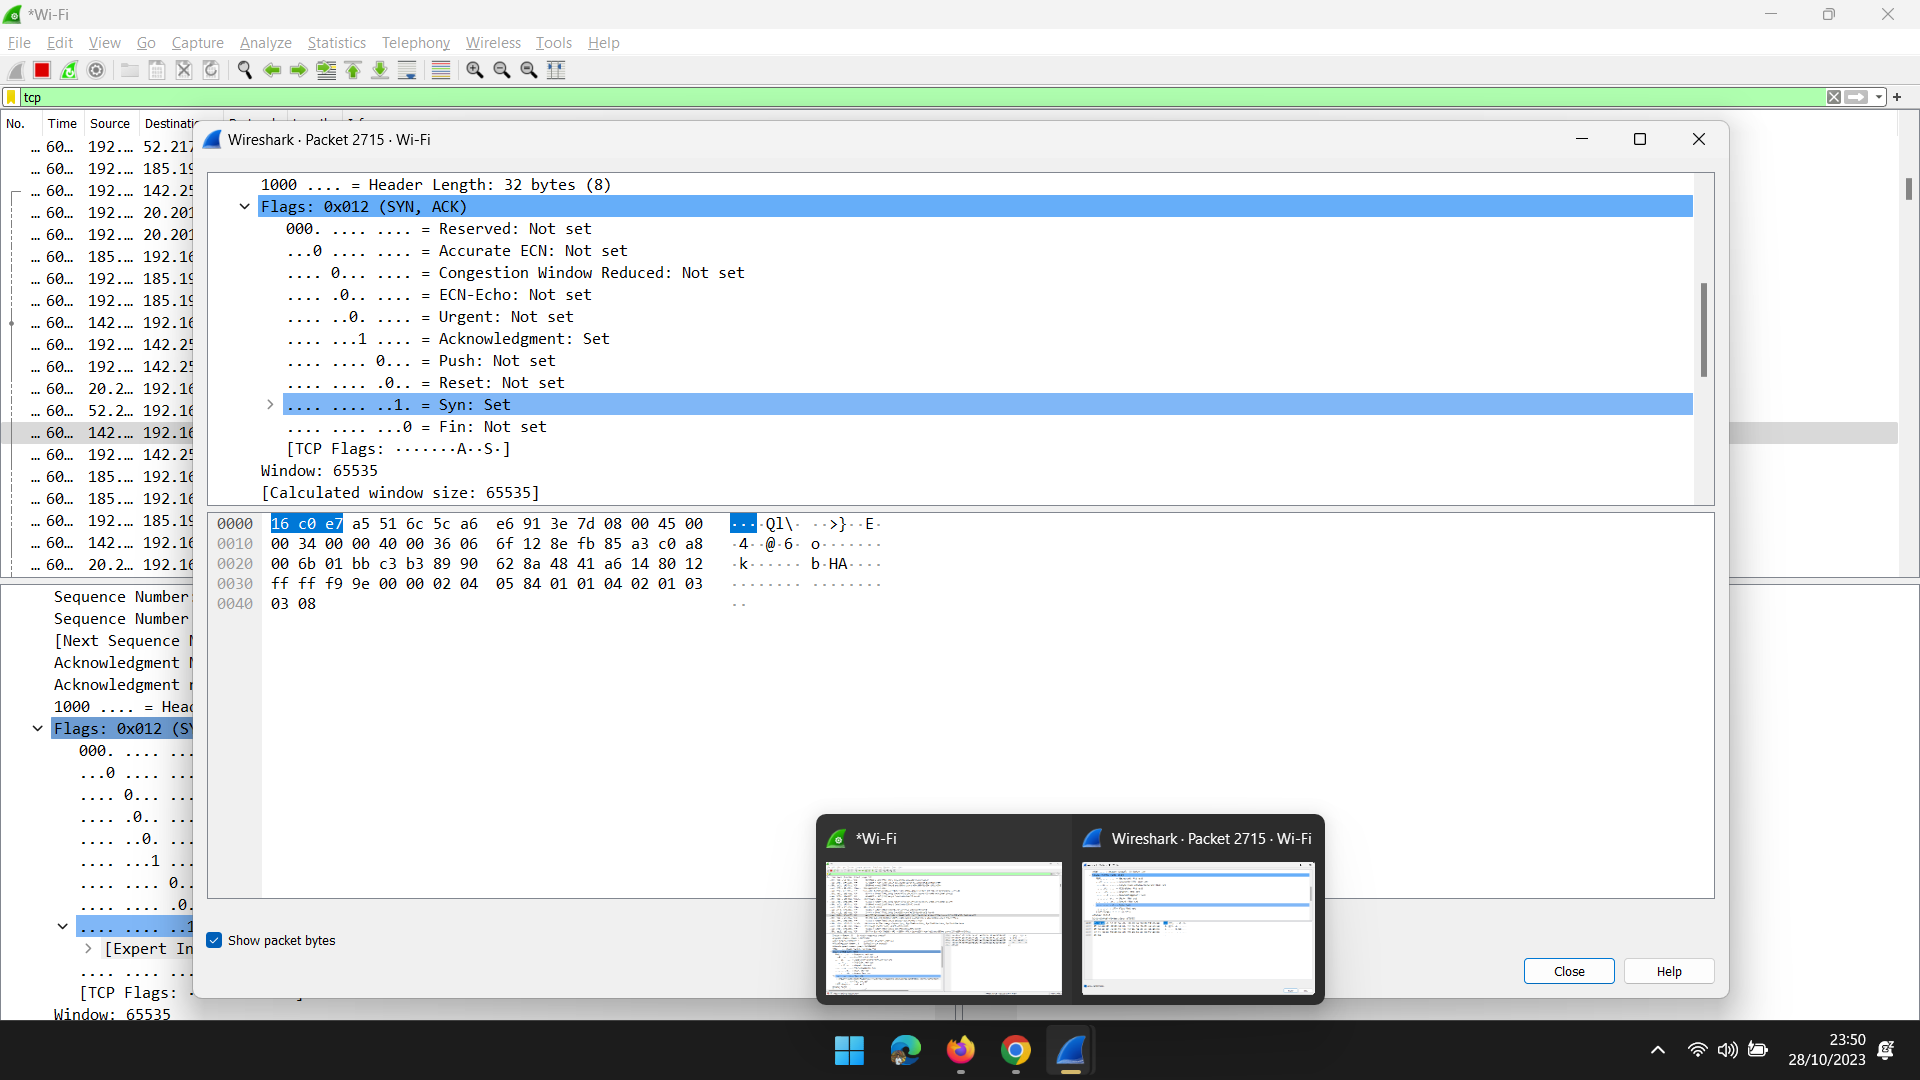 *Wi-Fi
File Edit View Go Capture Analyze Statistics Telephony Wireless Tools Help
tcp
No. Time Source
Wireshark · Packet 2715 · Wi-Fi
... 60... 192.... 52.217
... 60... 192.... 185.19
... 60... 192.... 142.25
... 60... 192.... 20.201
... 60... 192.... 20.201
... 60... 185.... 192.16
... 60... 192.... 185.19
... 60... 192.... 185.19
... 60... 142.... 192.16
... 60... 192.... 142.25
... 60... 192.... 142.25
... 60... 20.2... 192.16
... 60... 52.2... 192.16
... 60... 142.... 192.16
... 60... 192.... 142.25
... 60... 185.... 192.16
... 60... 185.... 192.16
... 60... 192.... 185.19
... 60... 142.... 192.16
... 60... 20.2... 192.16
1000 .... = Header Length: 32 bytes (8)
Flags: 0x012 (SYN, ACK)
000. .... .... = Reserved: Not set
...0 .... .... = Accurate ECN: Not set
.... 0... .... = Congestion Window Reduced: Not set
.... .0.. .... = ECN-Echo: Not set
.... ..0. .... = Urgent: Not set
.... ...1 .... = Acknowledgment: Set
.... .... 0... = Push: Not set
.... .... .0.. = Reset: Not set
.... .... ..1. = Syn: Set
.... .... ...0 = Fin: Not set
[TCP Flags: ·······A··S·]
Window: 65535
[Calculated window size: 65535]
0000 16 c0 e7 a5 51 6c 5c a6 e6 91 3e 7d 08 00 45 00 ····Ql\· ··>}··E·
0010 00 34 00 00 40 00 36 06 6f 12 8e fb 85 a3 c0 a8 ·4··@·6· o·······
0020 00 6b 01 bb c3 b3 89 90 62 8a 48 41 a6 14 80 12 ·k······ b·HA····
0030 ff ff f9 9e 00 00 02 04 05 84 01 01 04 02 01 03 ········ ········
0040 03 08 ··
Sequence Number
Sequence Number
[Next Sequence
Acknowledgment
Acknowledgment
1000 .... = Head
Flags: 0x012 (SY
000. .... ...
...0 .... ...
.... 0... ...
.... .0.. ...
.... ..0. ...
.... ...1 ...
.... .... 0..
.... .... .0.
.... .... ..1
[Expert In
.... .... ...
[TCP Flags: ·
Window: 65535
Show packet bytes
Close Help
*Wi-Fi
Wireshark · Packet 2715 · Wi-Fi
23:50
28/10/2023